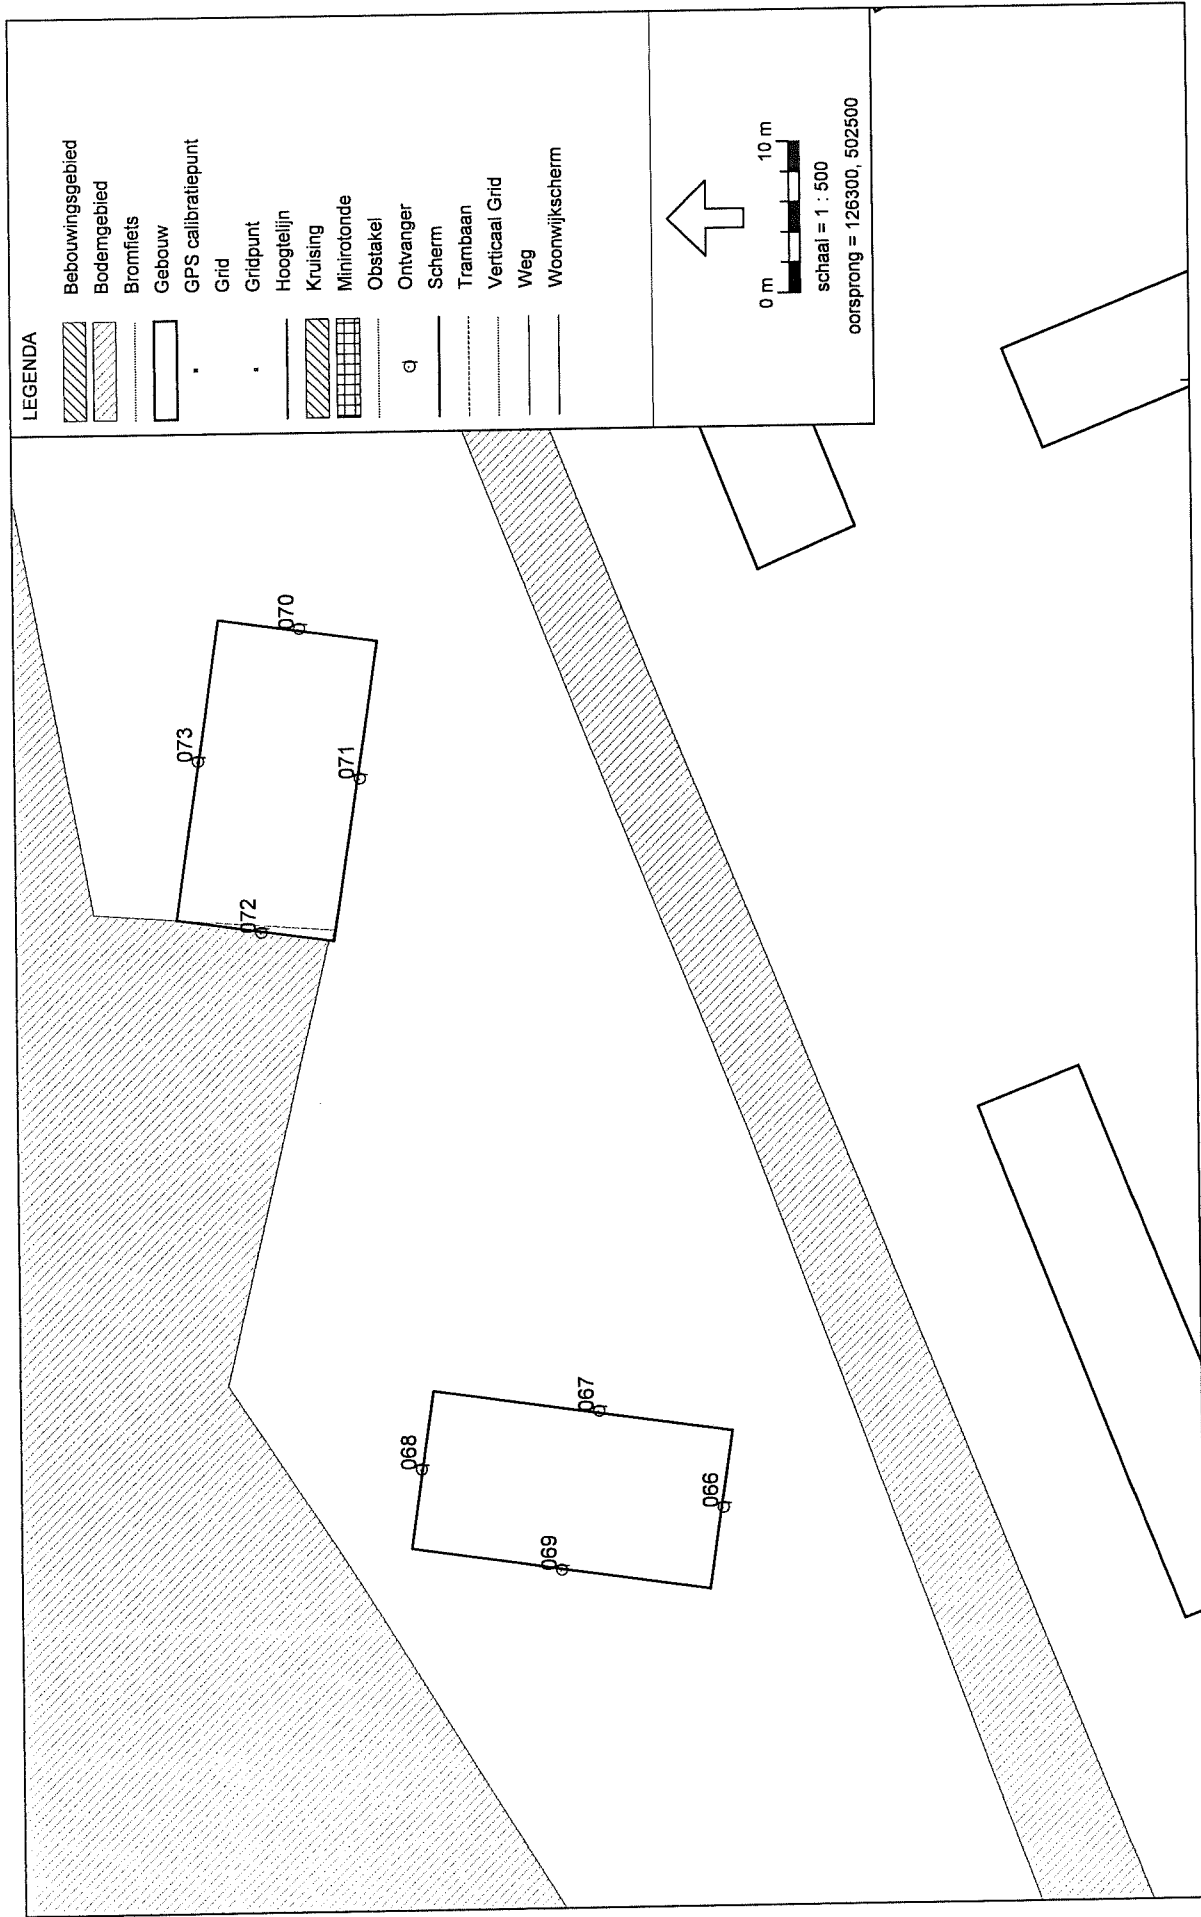 LEGENDA
Bebouwingsgebied
Bodemgebied
Bromfiets
Gebouw
GPS calibratiepunt
Grid
Gridpunt
Hoogtelijn
Kruising
Minirotonde
Obstakel
Ontvanger
Scherm
Trambaan
Verticaal Grid
Weg
Woonwijkscherm
0 m
10 m
schaal = 1 : 500
oorsprong = 126300, 502500
073
070
071
072
068
067
069
066